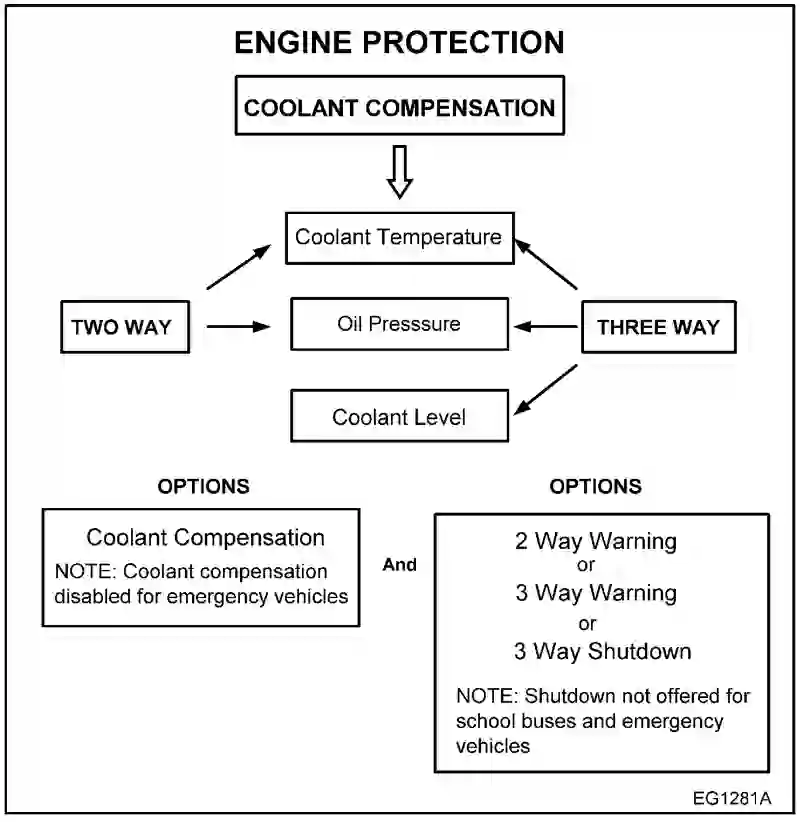 ENGINE PROTECTION
COOLANT COMPENSATION
Coolant Temperature
TWO WAY
Oil Presssure
THREE WAY
Coolant Level
OPTIONS
Coolant Compensation
NOTE: Coolant compensation
disabled for emergency vehicles
And
OPTIONS
2 Way Warning
or
3 Way Warning
or
3 Way Shutdown
NOTE: Shutdown not offered for
school buses and emergency
vehicles
EG1281A